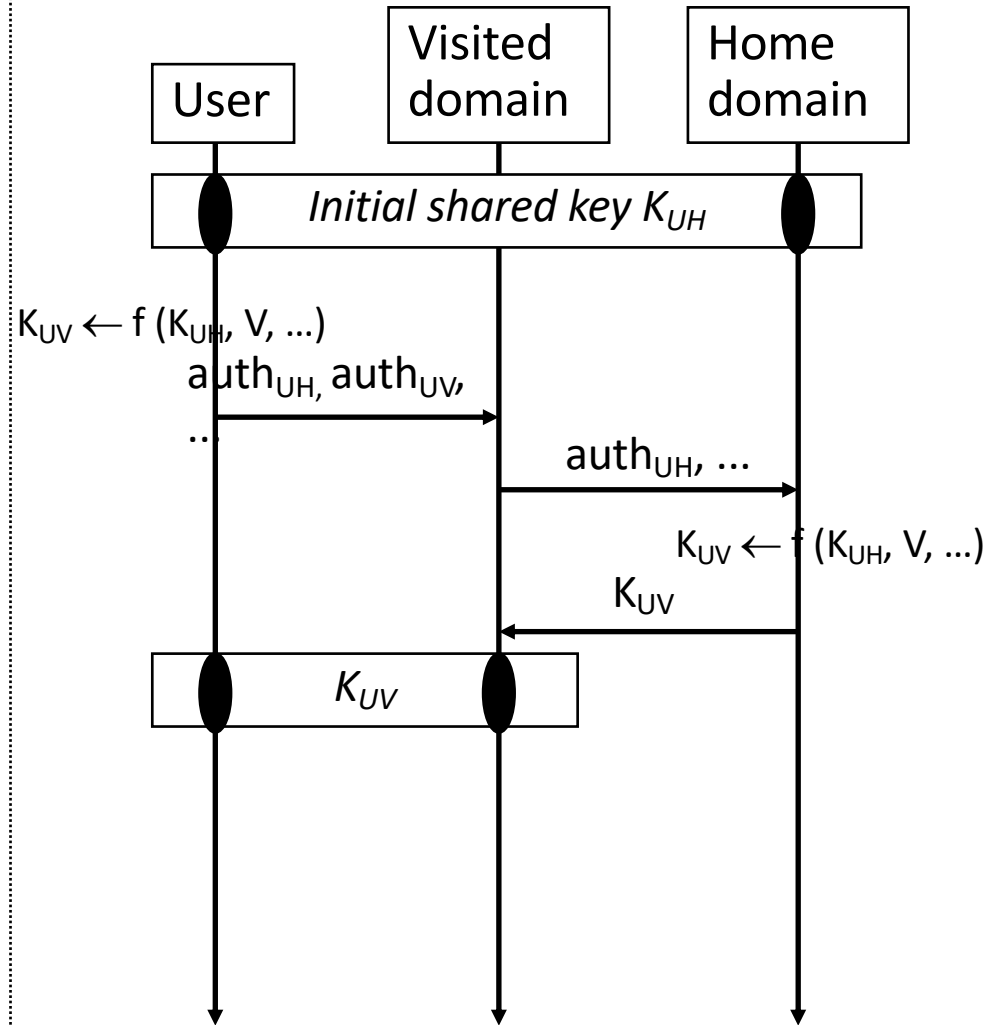 User
Visited
domain
Home
domain
Initial shared key K_UH
K_UV ← f (K_UH, V, ...)
auth_UH, auth_UV,
...
auth_UH, ...
K_UV ← f (K_UH, V, ...)
K_UV
K_UV